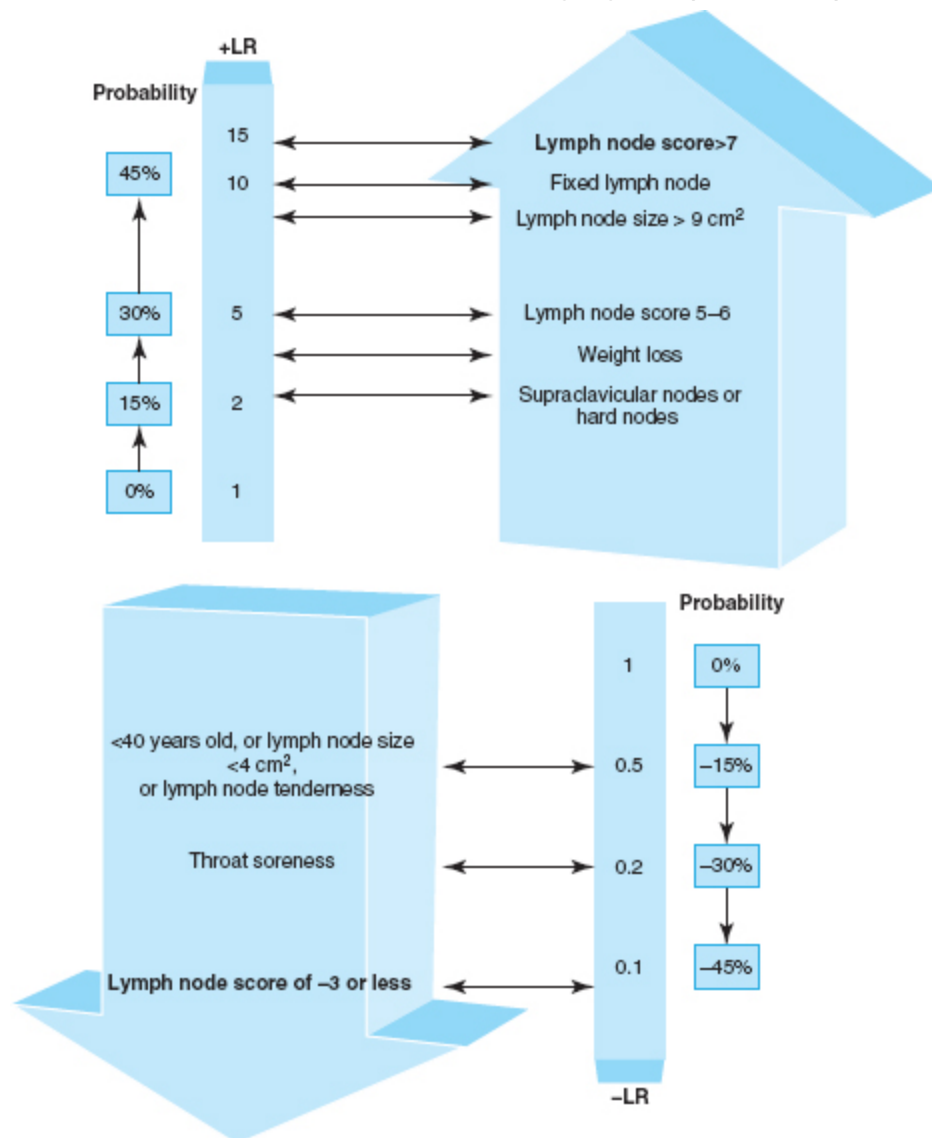 +LR
Probability
15
Lymph node score>7
45%
10
Fixed lymph node
Lymph node size > 9 cm²
30%
5
Lymph node score 5–6
Weight loss
15%
2
Supraclavicular nodes or
hard nodes
0%
1
Probability
1
0%
<40 years old, or lymph node size
<4 cm²,
or lymph node tenderness
0.5
–15%
Throat soreness
0.2
–30%
Lymph node score of –3 or less
0.1
–45%
–LR